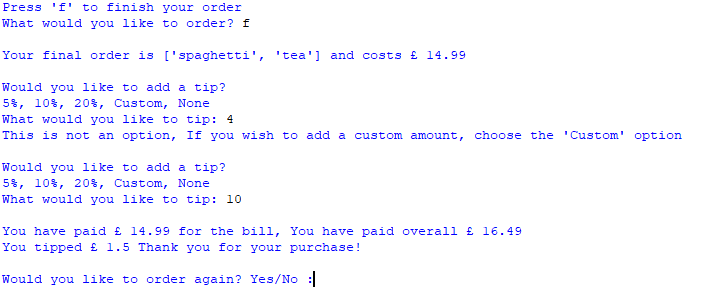 Press 'f' to finish your order
What would you like to order? f
Your final order is ['spaghetti', 'tea'] and costs £ 14.99
Would you like to add a tip?
5%, 10%, 20%, Custom, None
What would you like to tip: 4
This is not an option, If you wish to add a custom amount, choose the 'Custom' option
Would you like to add a tip?
5%, 10%, 20%, Custom, None
What would you like to tip: 10
You have paid £ 14.99 for the bill, You have paid overall £ 16.49
You tipped £ 1.5 Thank you for your purchase!
Would you like to order again? Yes/No :